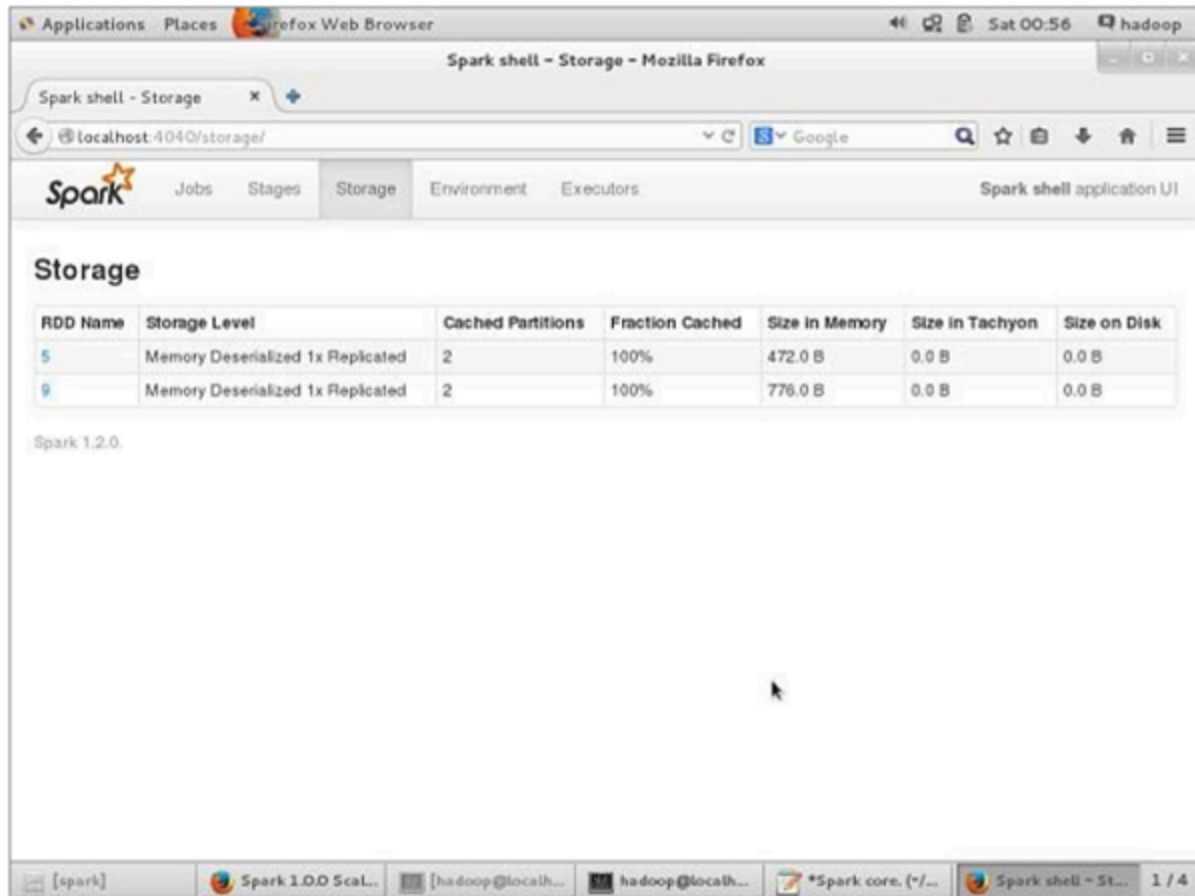 Applications Places refox Web Browser Sat 00:56 hadoop
Spark shell - Storage - Mozilla Firefox
Spark shell - Storage
localhost:4040/storage/ Google
Spark Jobs Stages Storage Environment Executors Spark shell application UI
Storage
RDD Name Storage Level Cached Partitions Fraction Cached Size in Memory Size in Tachyon Size on Disk
5 Memory Deserialized 1x Replicated 2 100% 472.0 B 0.0 B 0.0 B
9 Memory Deserialized 1x Replicated 2 100% 776.0 B 0.0 B 0.0 B
Spark 1.2.0.
[spark] Spark 1.0.0 ScaL... [hadoop@localh... hadoop@localh... *Spark core. (~/... Spark shell - St... 1 / 4